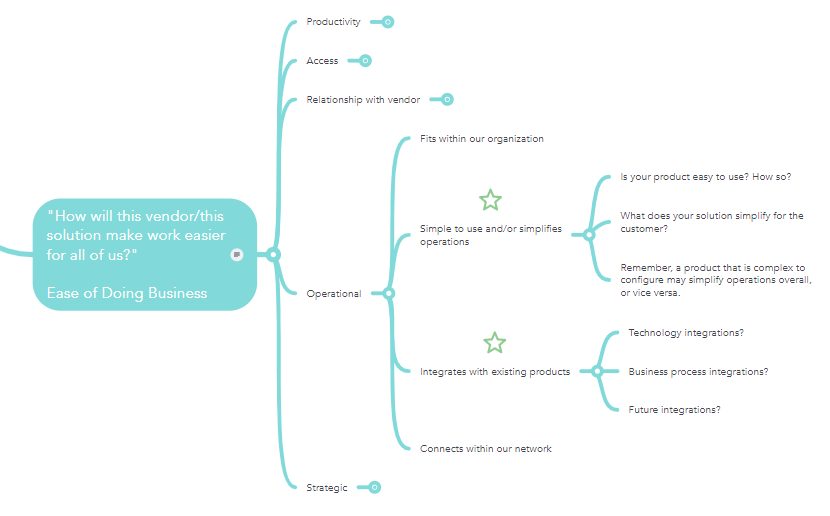 Productivity
Access
Relationship with vendor
Fits within our organization
Is your product easy to use? How so?
"How will this vendor/this
solution make work easier
for all of us?"
Ease of Doing Business
What does your solution simplify for the
customer?
Simple to use and/or simplifies
operations
Remember, a product that is complex to
configure may simplify operations overall,
or vice versa.
Operational
Technology integrations?
Integrates with existing products
Business process integrations?
Future integrations?
Connects within our network
Strategic